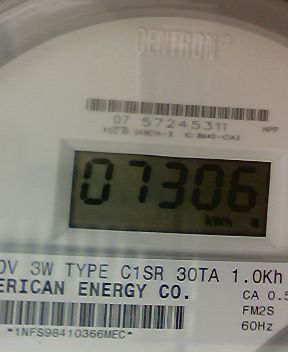 CENTRON®
07 57245311
HPP
07306
kWh
0V 3W TYPE C1SR 30TA 1.0Kh
ERICAN ENERGY CO.
CA 0.5
FM2S
60Hz
*1NFS98410366MEC*